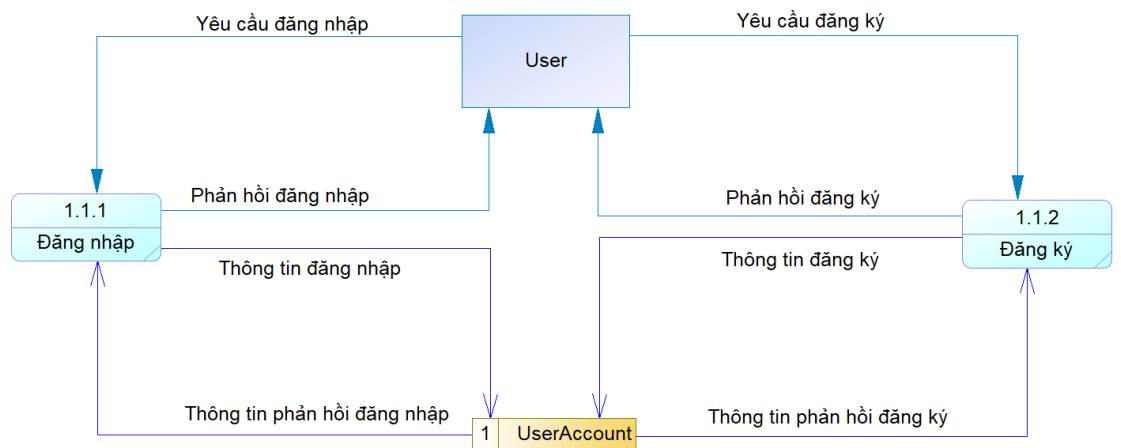 Yêu cầu đăng nhập
Yêu cầu đăng ký
User
Phản hồi đăng nhập
Phản hồi đăng ký
1.1.1
Đăng nhập
1.1.2
Đăng ký
Thông tin đăng nhập
Thông tin đăng ký
Thông tin phản hồi đăng nhập
Thông tin phản hồi đăng ký
1 UserAccount